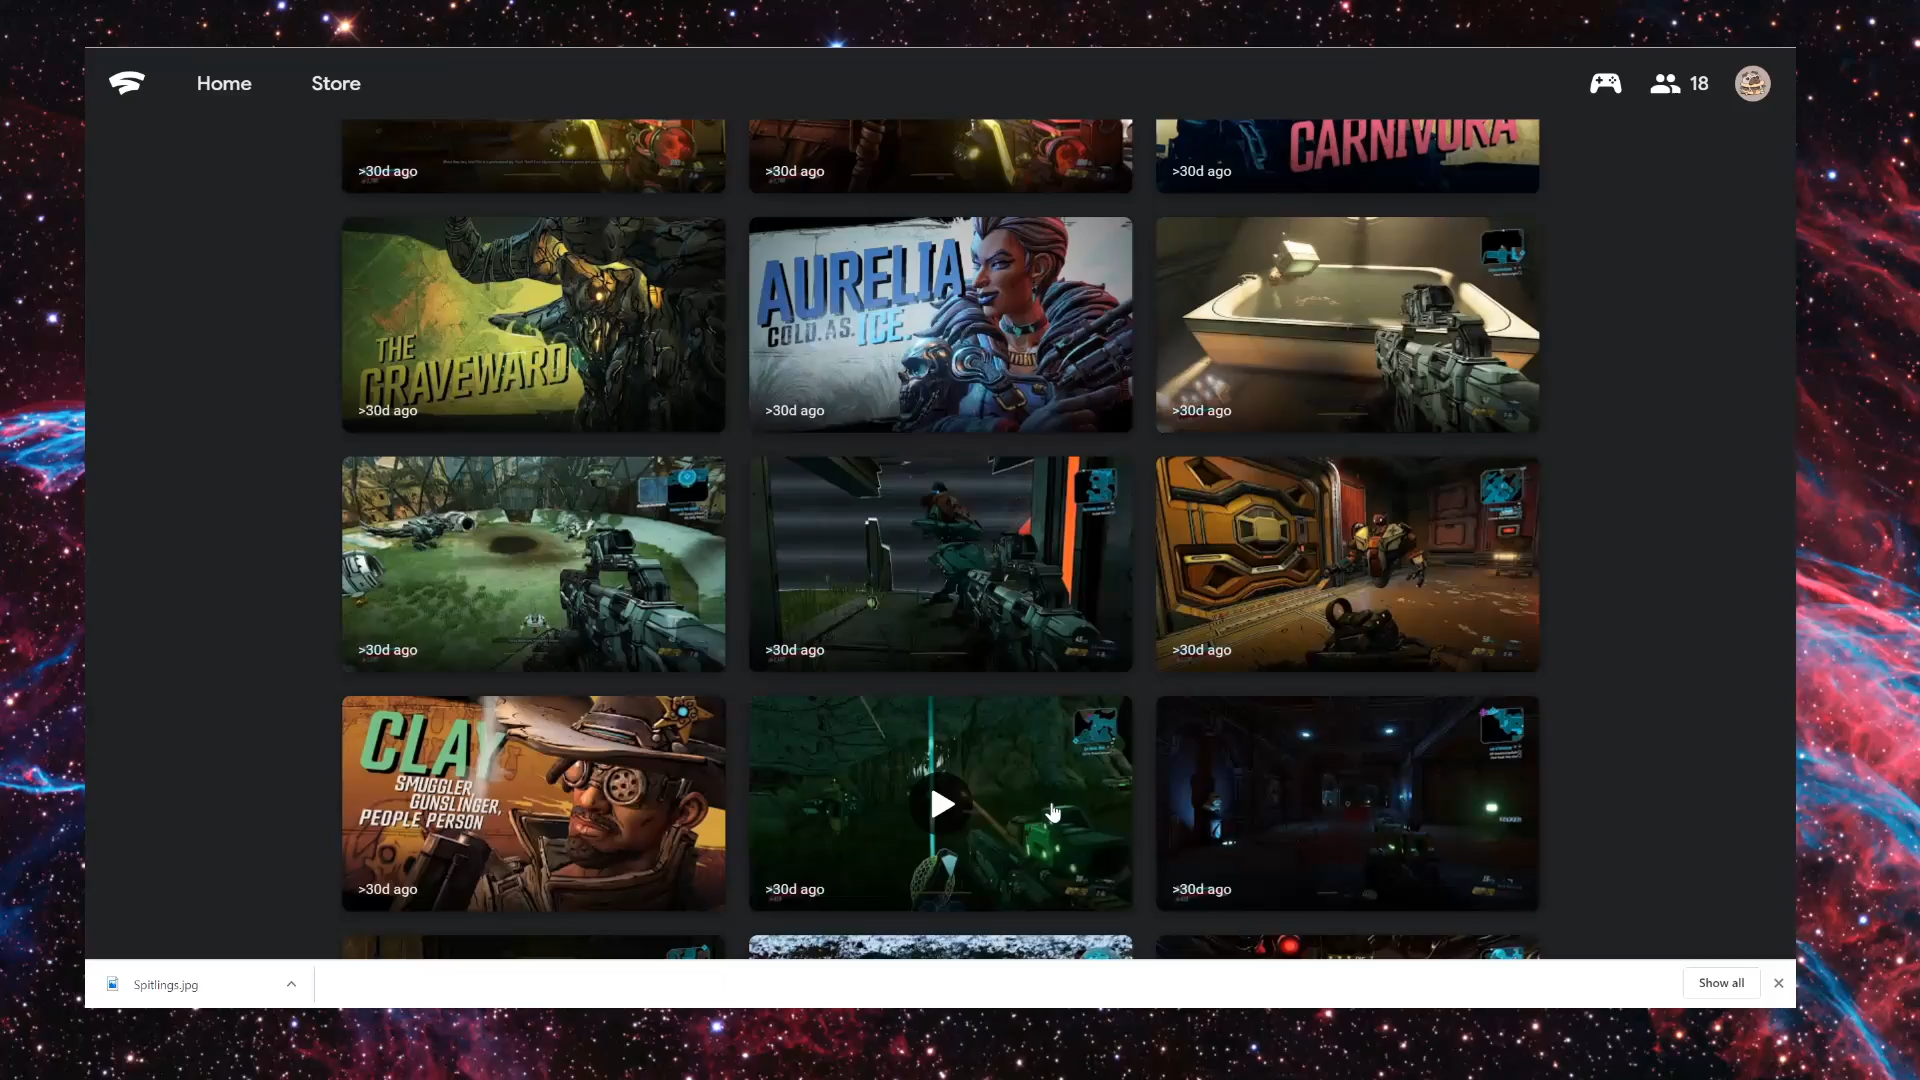 Home
Store
18
CARNIVORA
>30d ago
>30d ago
>30d ago
THE
GRAVEWARD
>30d ago
AURELIA
COLD. AS. ICE.
>30d ago
>30d ago
>30d ago
>30d ago
>30d ago
CLAY
SMUGGLER,
GUNSLINGER,
PEOPLE PERSON
>30d ago
>30d ago
>30d ago
Spitlings.jpg
Show all